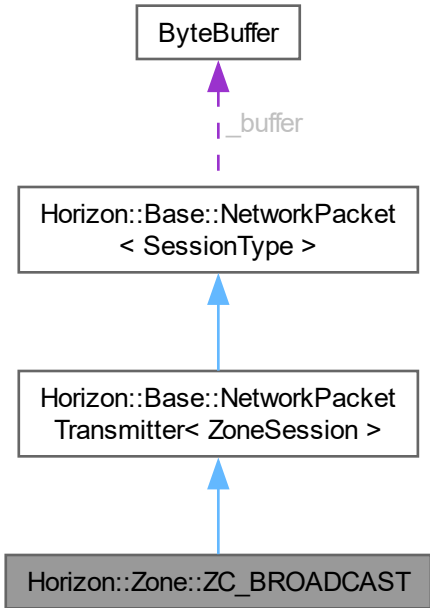 ByteBuffer
_buffer
Horizon::Base::NetworkPacket
< SessionType >
Horizon::Base::NetworkPacket
Transmitter< ZoneSession >
Horizon::Zone::ZC_BROADCAST